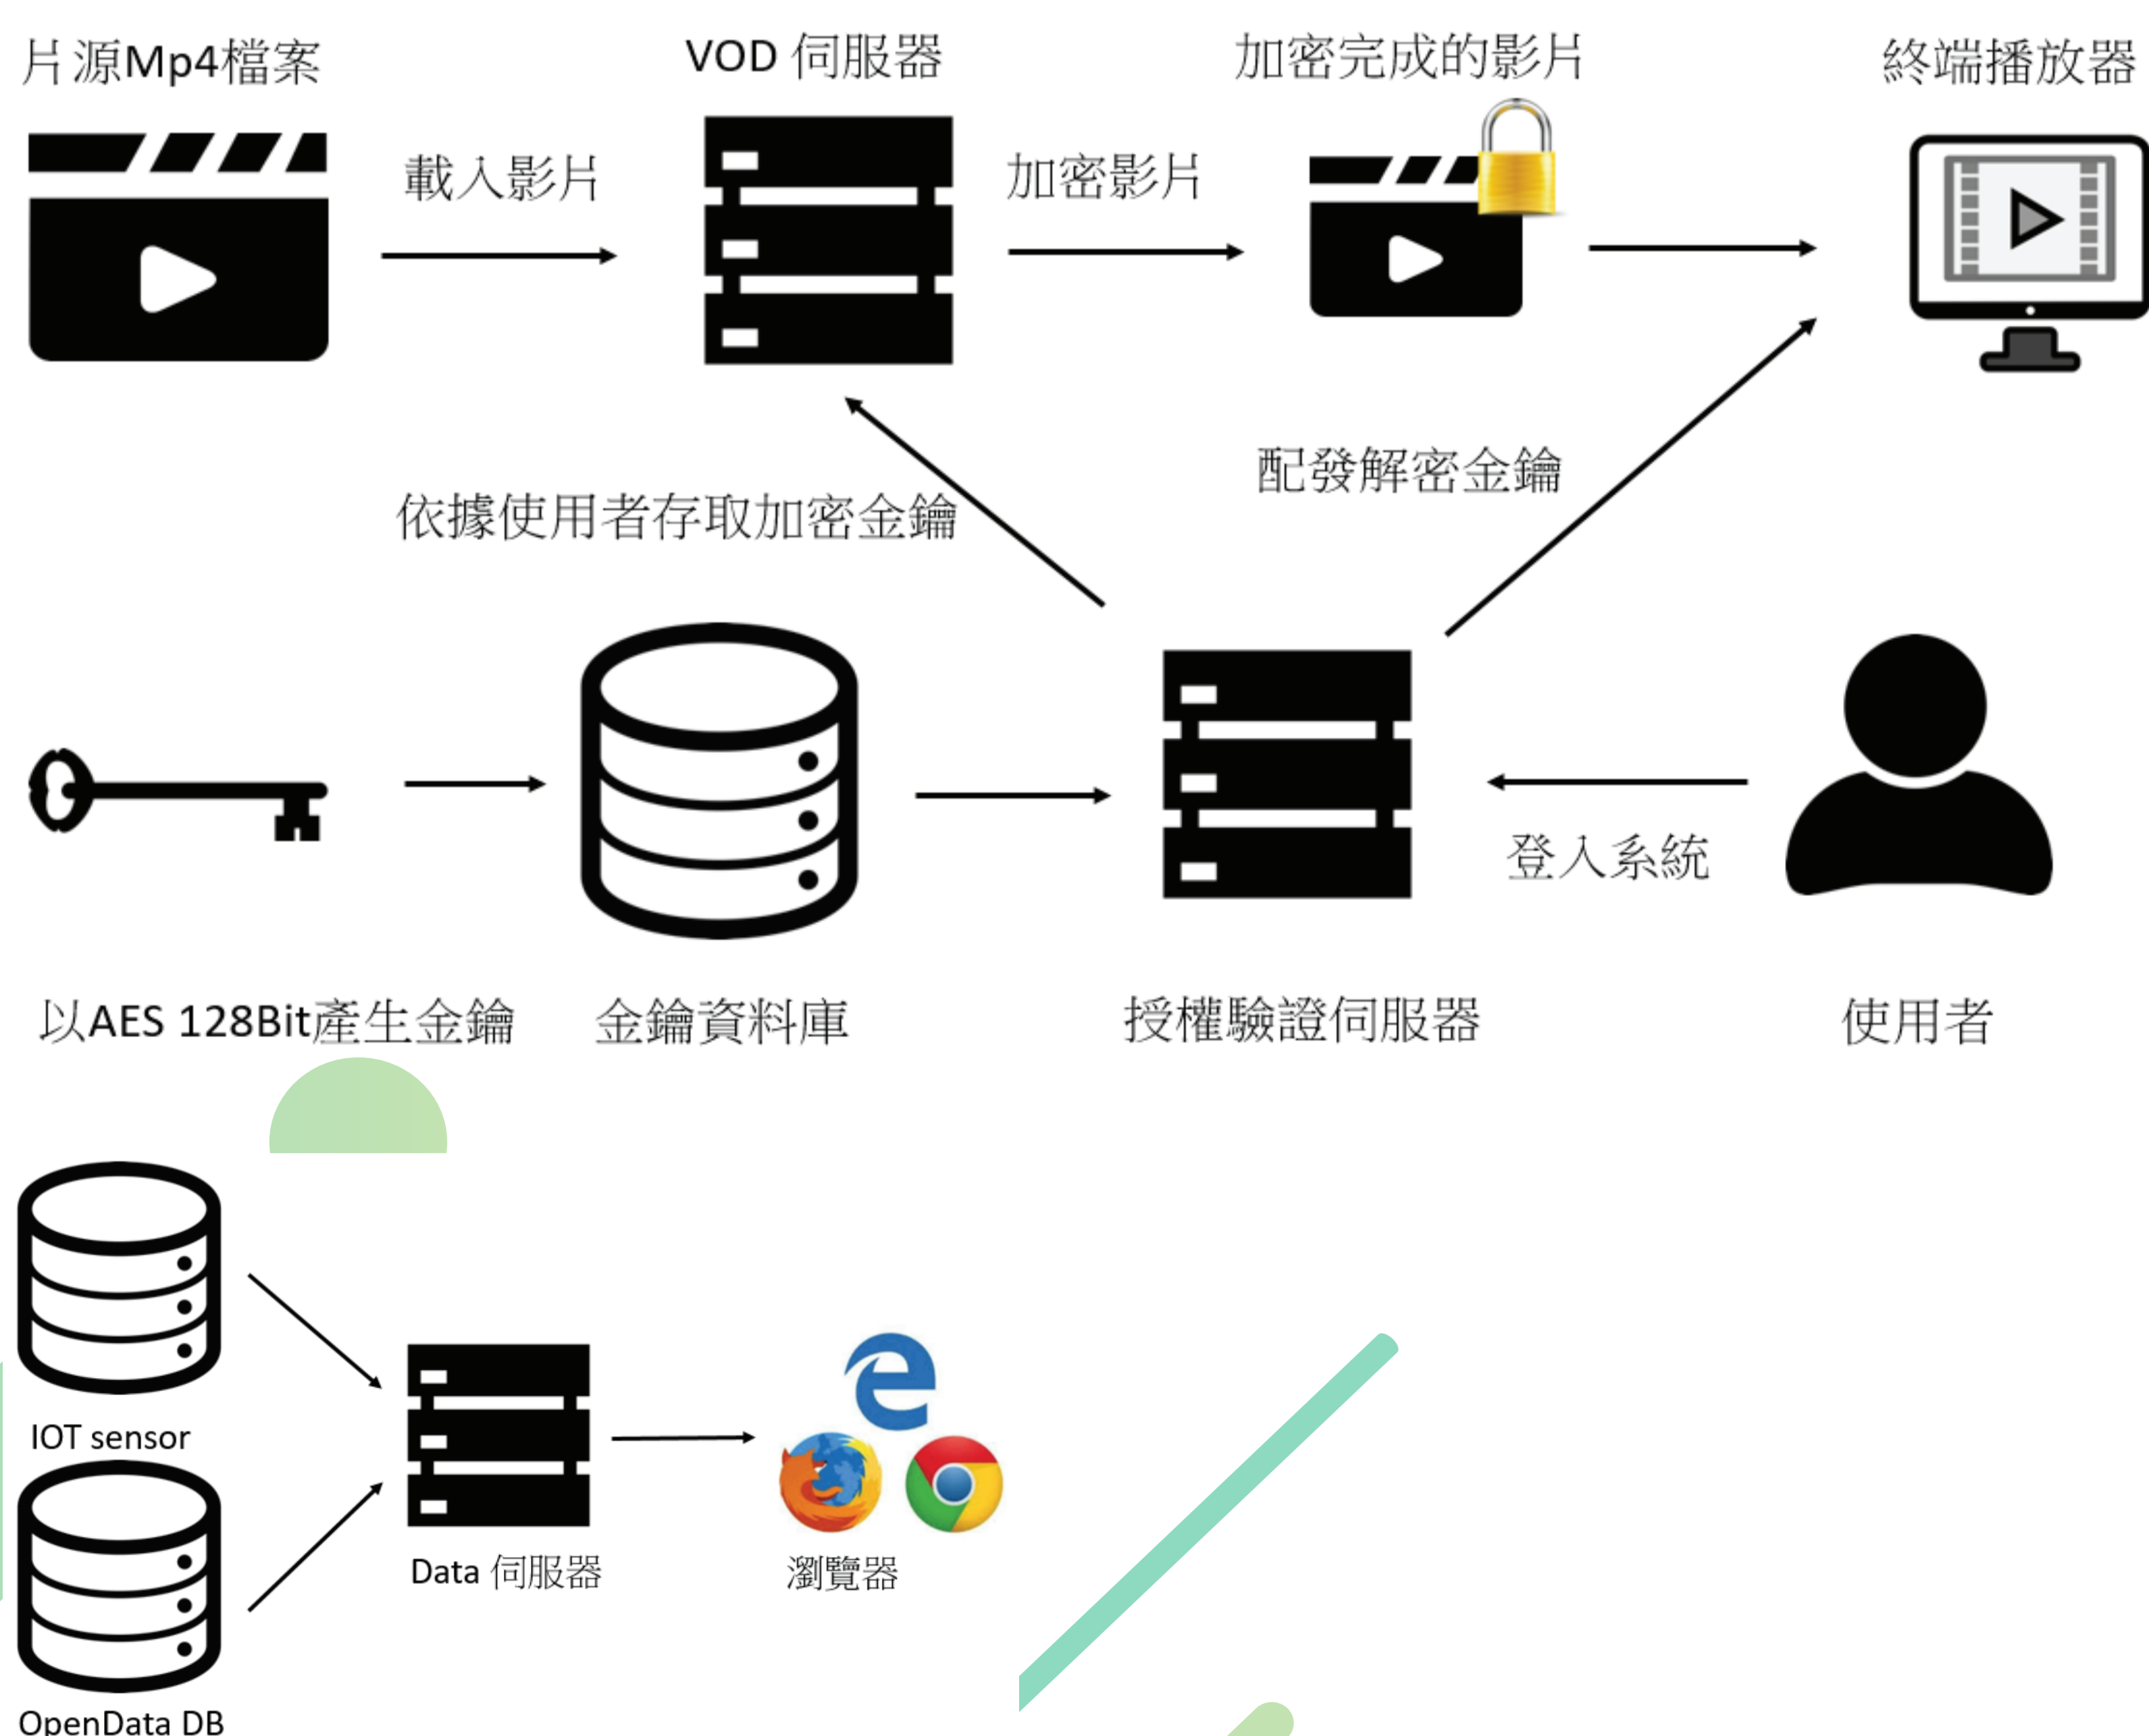 片源Mp4檔案
VOD 伺服器
加密完成的影片
終端播放器
載入影片
加密影片
依據使用者存取加密金鑰
配發解密金鑰
登入系統
以AES 128Bit產生金鑰
金鑰資料庫
授權驗證伺服器
使用者
IOT sensor
Data 伺服器
瀏覽器
OpenData DB